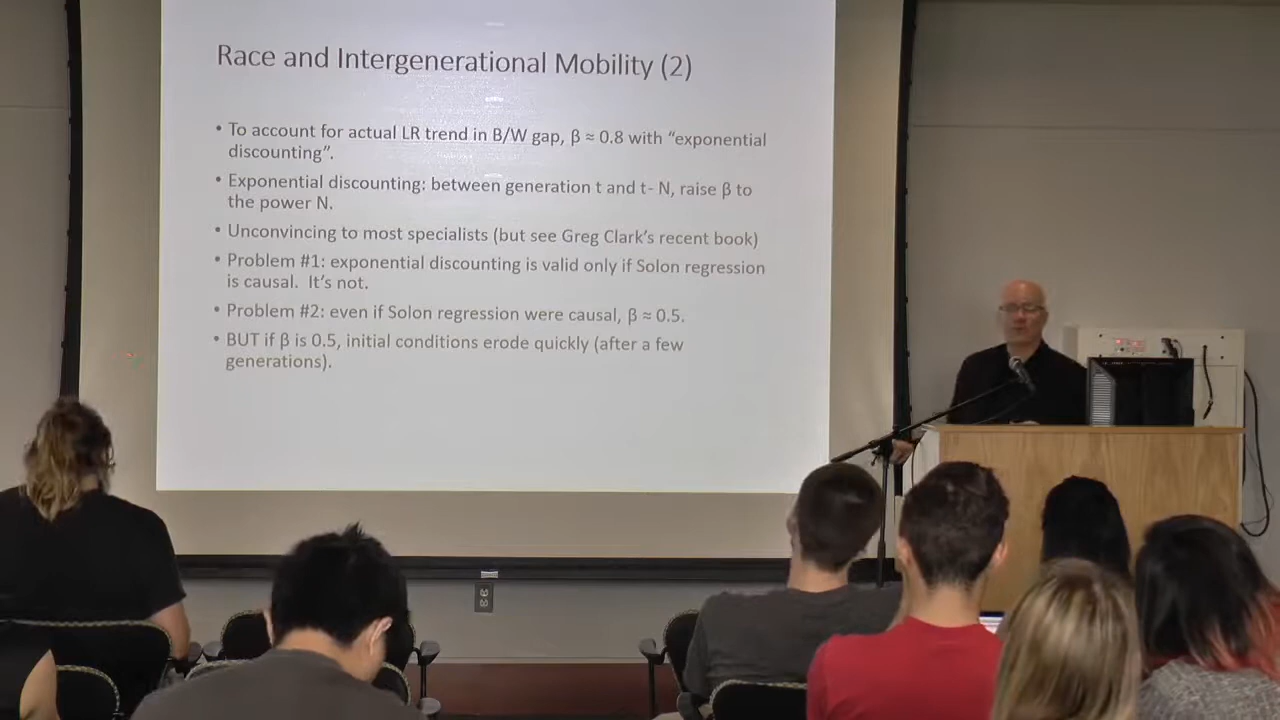 Race and Intergenerational Mobility (2)
• To account for actual LR trend in B/W gap, β ≈ 0.8 with “exponential
discounting”.
• Exponential discounting: between generation t and t- N, raise β to
the power N.
• Unconvincing to most specialists (but see Greg Clark’s recent book)
• Problem #1: exponential discounting is valid only if Solon regression
is causal.  It’s not.
• Problem #2: even if Solon regression were causal, β ≈ 0.5.
• BUT if β is 0.5, initial conditions erode quickly (after a few
generations).